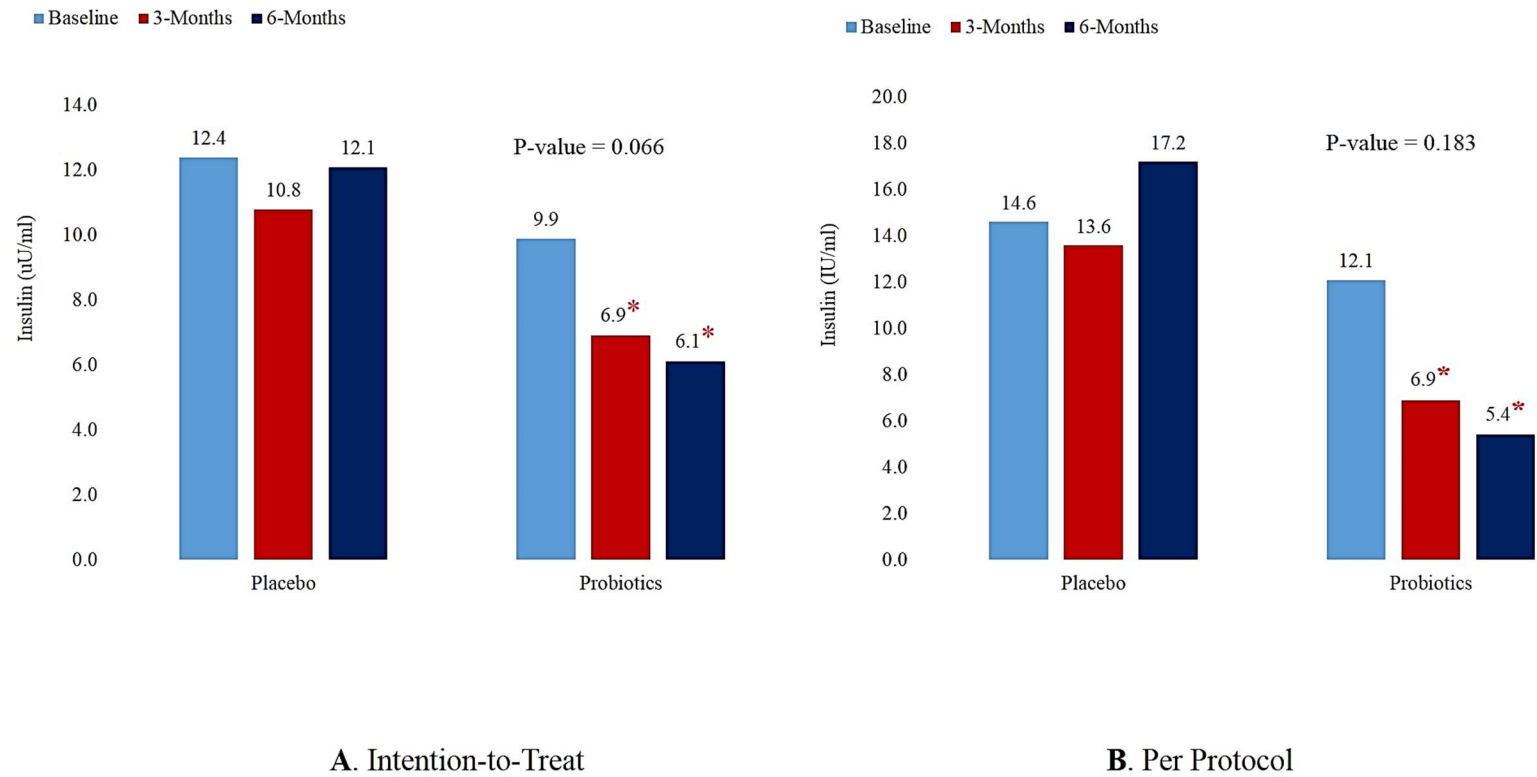 Baseline 3-Months 6-Months
14.0
12.0
10.0
8.0
6.0
4.0
2.0
0.0
Insulin (uU/ml)
12.4
10.8
12.1
P-value = 0.066
9.9
6.9*
6.1*
Placebo
Probiotics
A. Intention-to-Treat
Baseline 3-Months 6-Months
20.0
18.0
16.0
14.0
12.0
10.0
8.0
6.0
4.0
2.0
0.0
Insulin (IU/ml)
14.6
13.6
17.2
P-value = 0.183
12.1
6.9*
5.4*
Placebo
Probiotics
B. Per Protocol